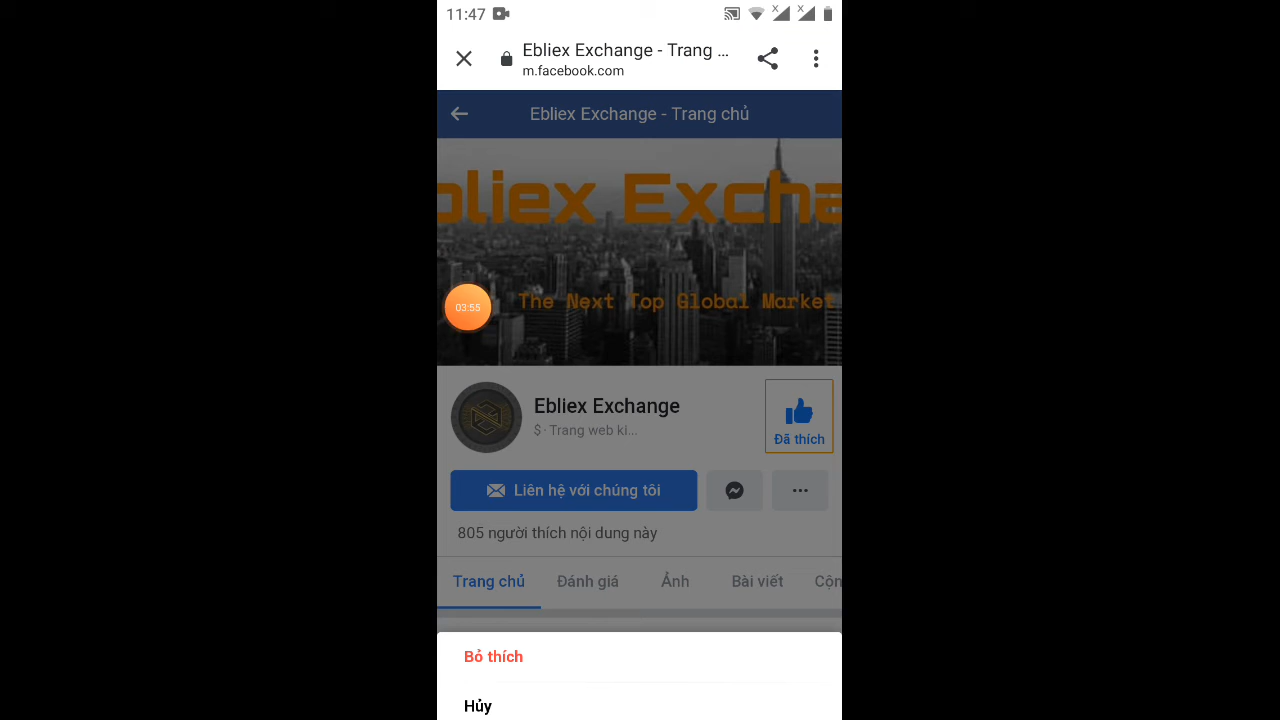 11:47
Ebliex Exchange - Trang ...
m.facebook.com
Ebliex Exchange - Trang chủ
bliex Excha
The Next Top Global Market
03:55
Ebliex Exchange
$ · Trang web ki...
Đã thích
Liên hệ với chúng tôi
805 người thích nội dung này
Trang chủ
Đánh giá
Ảnh
Bài viết
Cộn
Bỏ thích
Hủy